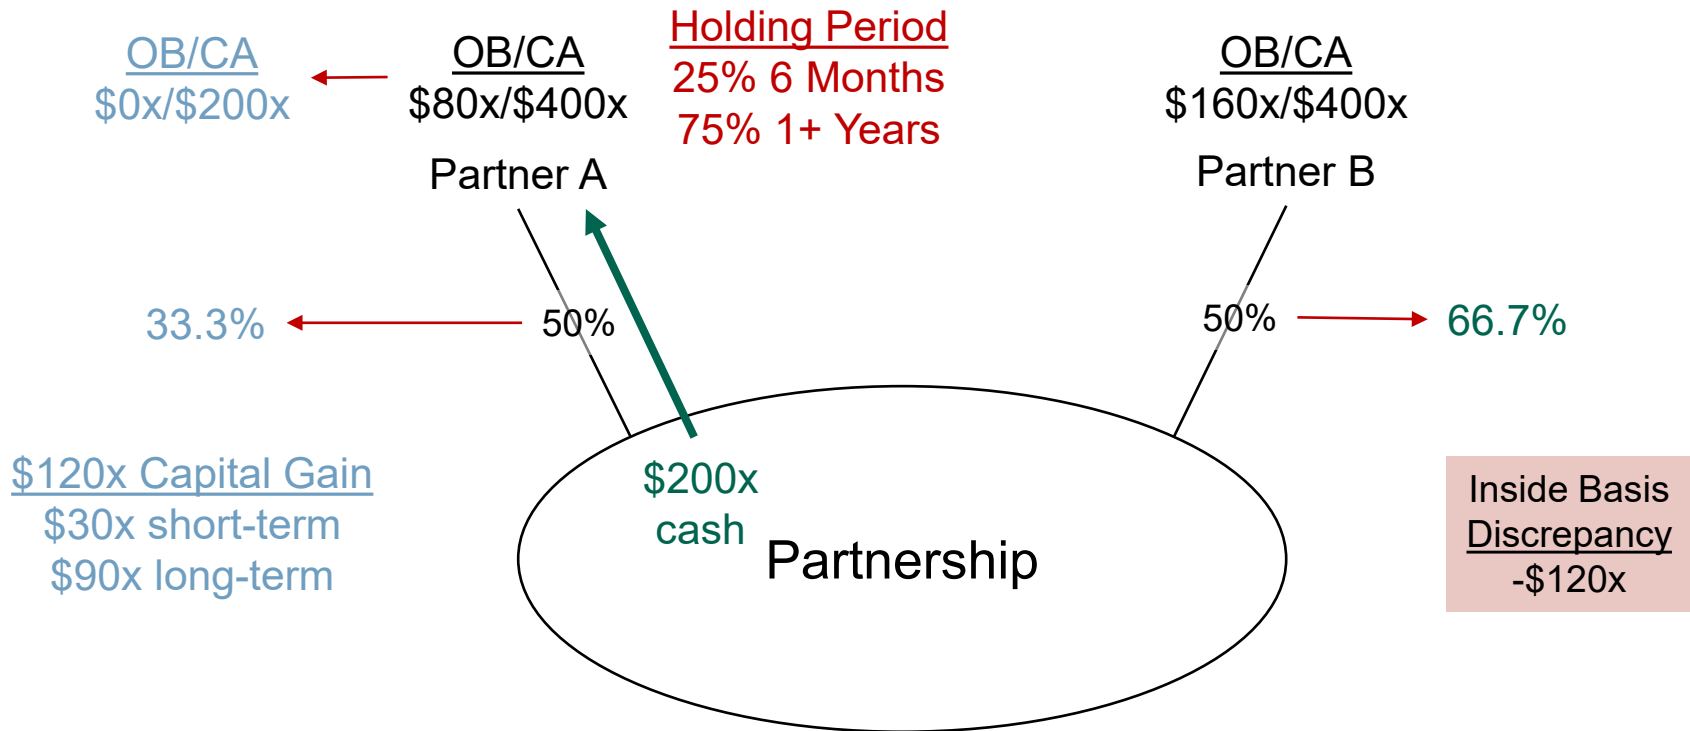 OB/CA
$0x/$200x
OB/CA
$80x/$400x
Partner A
Holding Period
25% 6 Months
75% 1+ Years
OB/CA
$160x/$400x
Partner B
33.3%
50%
50%
66.7%
$120x Capital Gain
$30x short-term
$90x long-term
$200x
cash
Partnership
Inside Basis
Discrepancy
-$120x